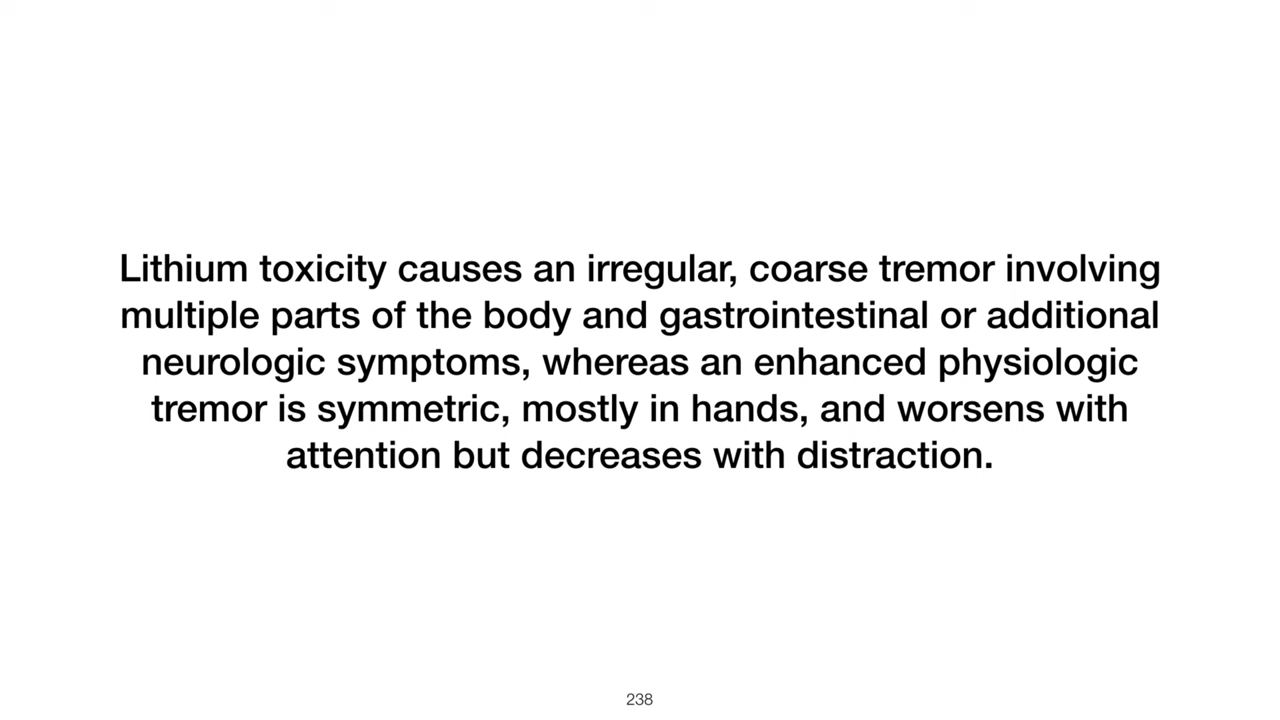 Lithium toxicity causes an irregular, coarse tremor involving
multiple parts of the body and gastrointestinal or additional
neurologic symptoms, whereas an enhanced physiologic
tremor is symmetric, mostly in hands, and worsens with
attention but decreases with distraction.
238